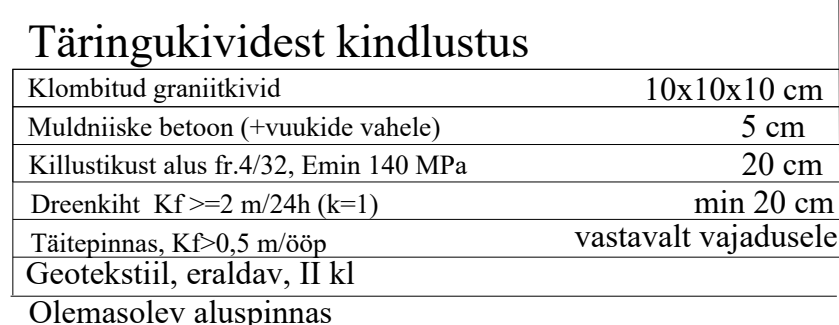 Täringukividest kindlustus
Klombitud graniitkivid 10x10x10 cm
Muldniiske betoon (+vuukide vahele) 5 cm
Killustikust alus fr.4/32, Emin 140 MPa 20 cm
Dreenkiht Kf >=2 m/24h (k=1) min 20 cm
Täitepinnas, Kf>0,5 m/ööp vastavalt vajadusele
Geotekstiil, eraldav, II kl
Olemasolev aluspinnas